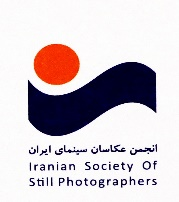 انجمن عکاسان سینمای ایران
Iranian Society Of
Still Photographers